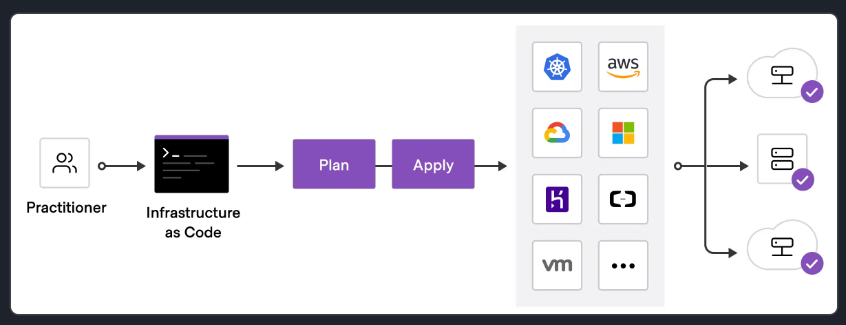 Practitioner
Infrastructure
as Code
Plan
Apply
aws
vm